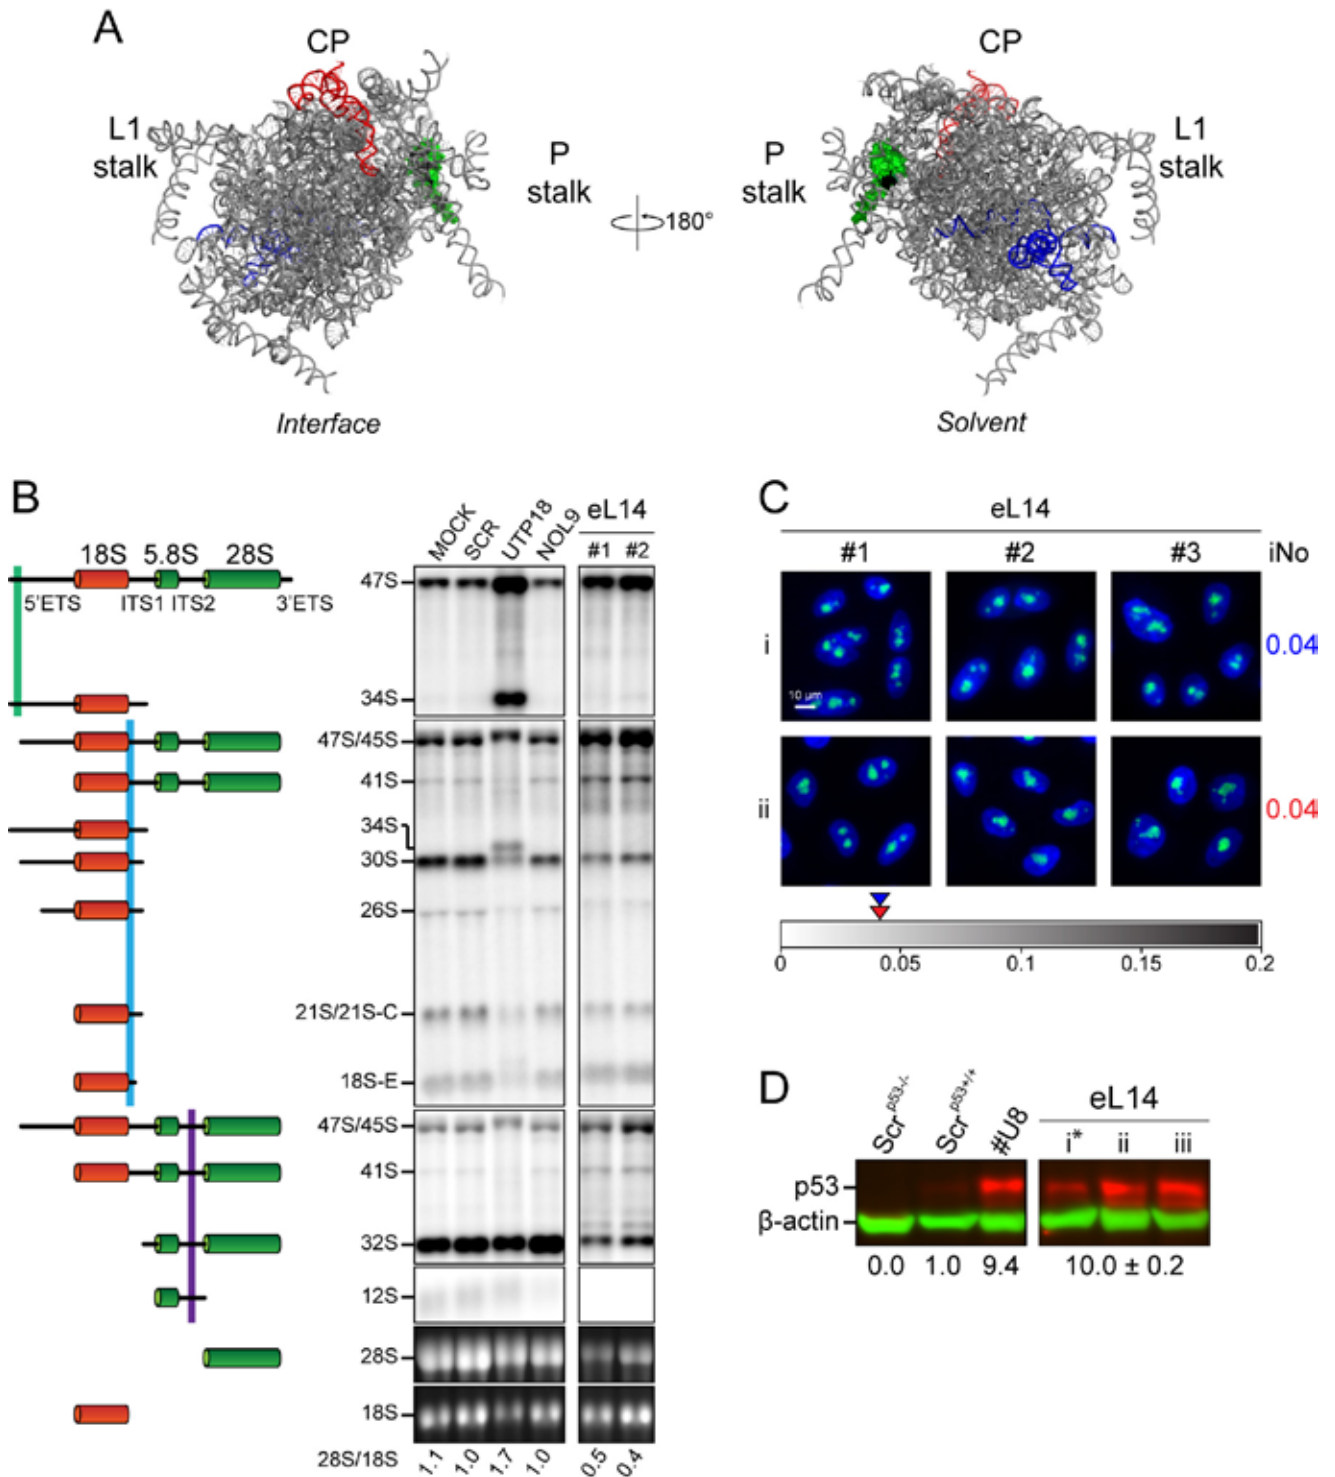 A
CP
L1
stalk
P
stalk
Interface
180°
CP
P
stalk
L1
stalk
Solvent
B
18S 5.8S 28S
5'ETS ITS1 ITS2 3'ETS
MOCK SCR UTP18 NOL9
eL14
#1 #2
47S
34S
47S/45S
41S
34S
30S
26S
21S/21S-C
18S-E
47S/45S
41S
32S
12S
28S
18S
28S/18S 1.1 1.0 1.7 1.0 0.5 0.4
C
eL14
#1 #2 #3 iNo
i 0.04
10 µm
ii 0.04
0 0.05 0.1 0.15 0.2
D
Scr p53-/- Scr p53+/+ #U8
eL14
i* ii iii
p53
β-actin
0.0 1.0 9.4 10.0 ± 0.2